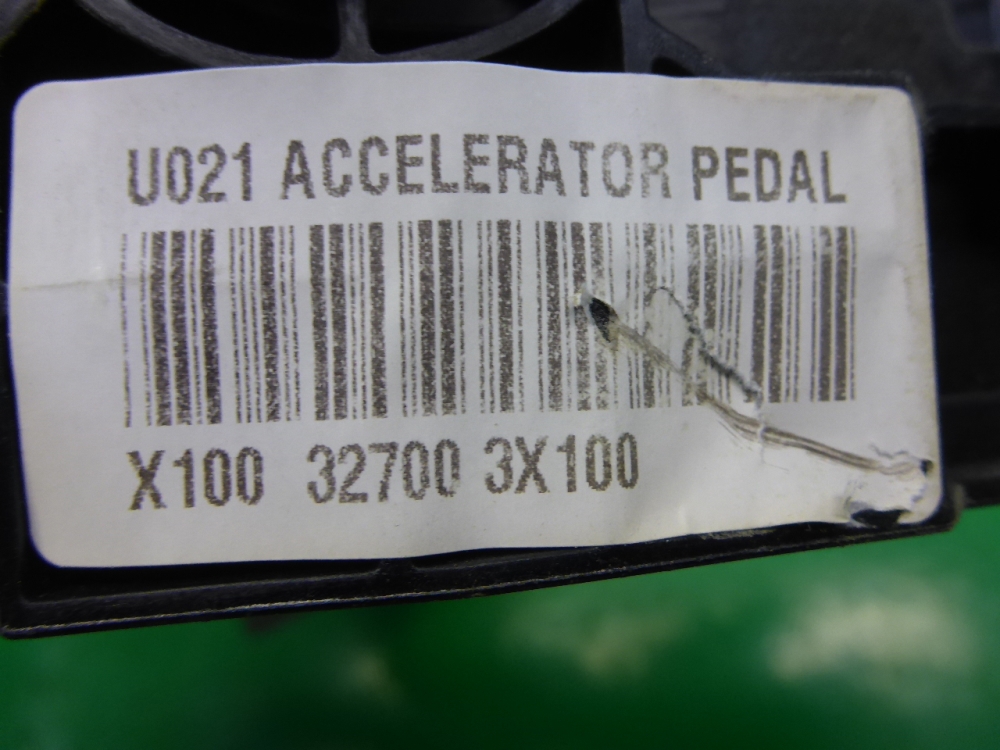 U021 ACCELERATOR PEDAL
X100 32700 3X100